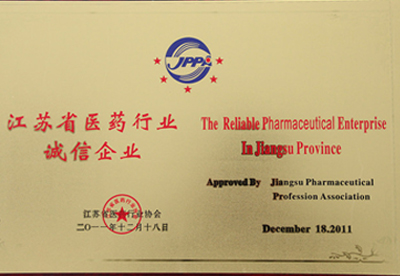 JPPA
江苏省医药行业
诚信企业
The Reliable Pharmaceutical Enterprise
In Jiangsu Province
Approved By Jiangsu Pharmaceutical
Profession Association
江苏省医药行业协会
二〇一一年十二月十八日
December 18.2011